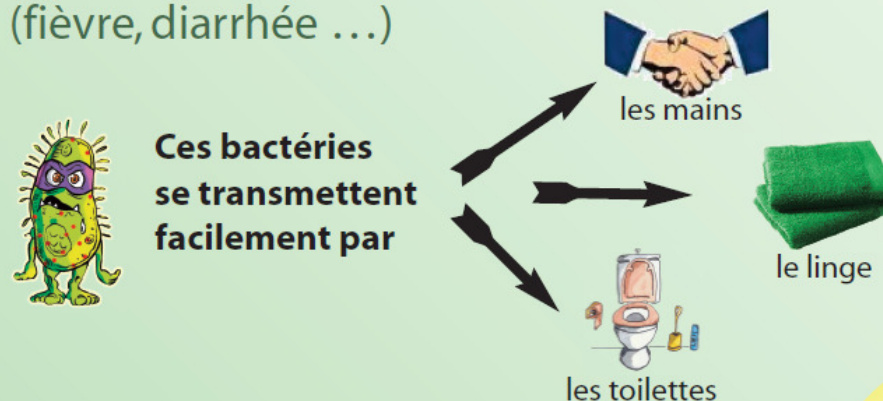 (fièvre, diarrhée ...)
les mains
Ces bactéries
se transmettent
facilement par
le linge
les toilettes